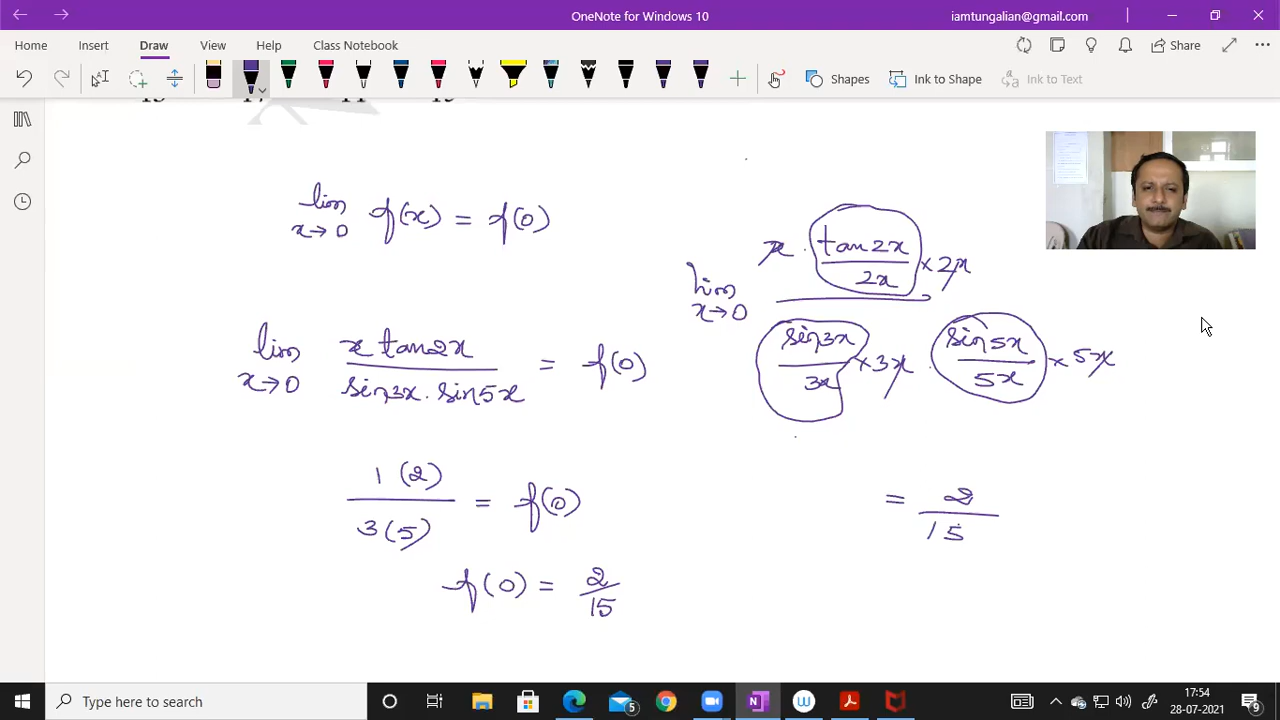 OneNote for Windows 10
iamtungalian@gmail.com
Home Insert Draw View Help Class Notebook
Share
Shapes Ink to Shape Ink to Text
lim x→0 f(x) = f(0)
lim x→0 (x · tan2x/2x × 2x) / (sin3x/3x × 3x · sin5x/5x × 5x)
lim x→0 x tan2x / sin3x · sin5x = f(0)
1(2) / 3(5) = f(0)
= 2/15
f(0) = 2/15
Type here to search
5
17:54
28-07-2021
9